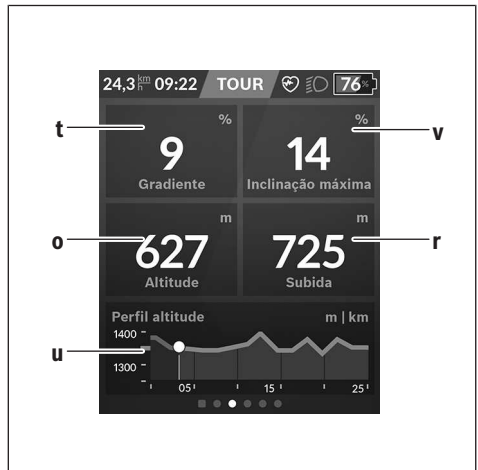 24,3 km/h 09:22 TOUR 76%
t % % v
9 14
Gradiente Inclinação máxima
o m m r
627 725
Altitude Subida
Perfil altitude m | km
1400
u
1300
05 15 25